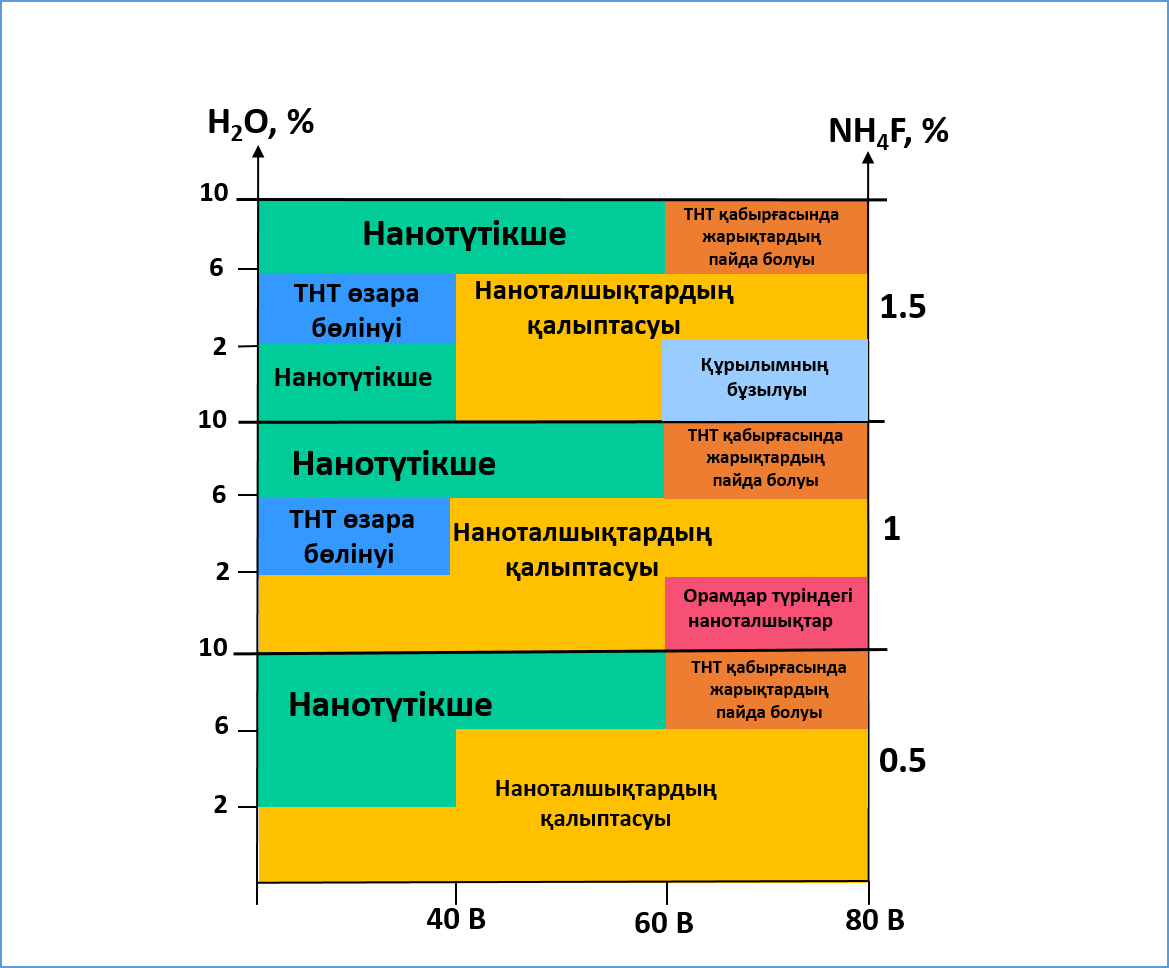 H₂O, %
NH₄F, %
10
Нанотүтікше
ТНТ қабырғасында
жарықтардың
пайда болуы
6
ТНТ өзара
бөлінуі
Наноталшықтардың
қалыптасуы
1.5
2
Нанотүтікше
Құрылымның
бұзылуы
10
Нанотүтікше
ТНТ қабырғасында
жарықтардың
пайда болуы
6
ТНТ өзара
бөлінуі
Наноталшықтардың
қалыптасуы
1
2
Орамдар түріндегі
наноталшықтар
10
Нанотүтікше
ТНТ қабырғасында
жарықтардың
пайда болуы
6
0.5
Наноталшықтардың
қалыптасуы
2
40 В
60 В
80 В